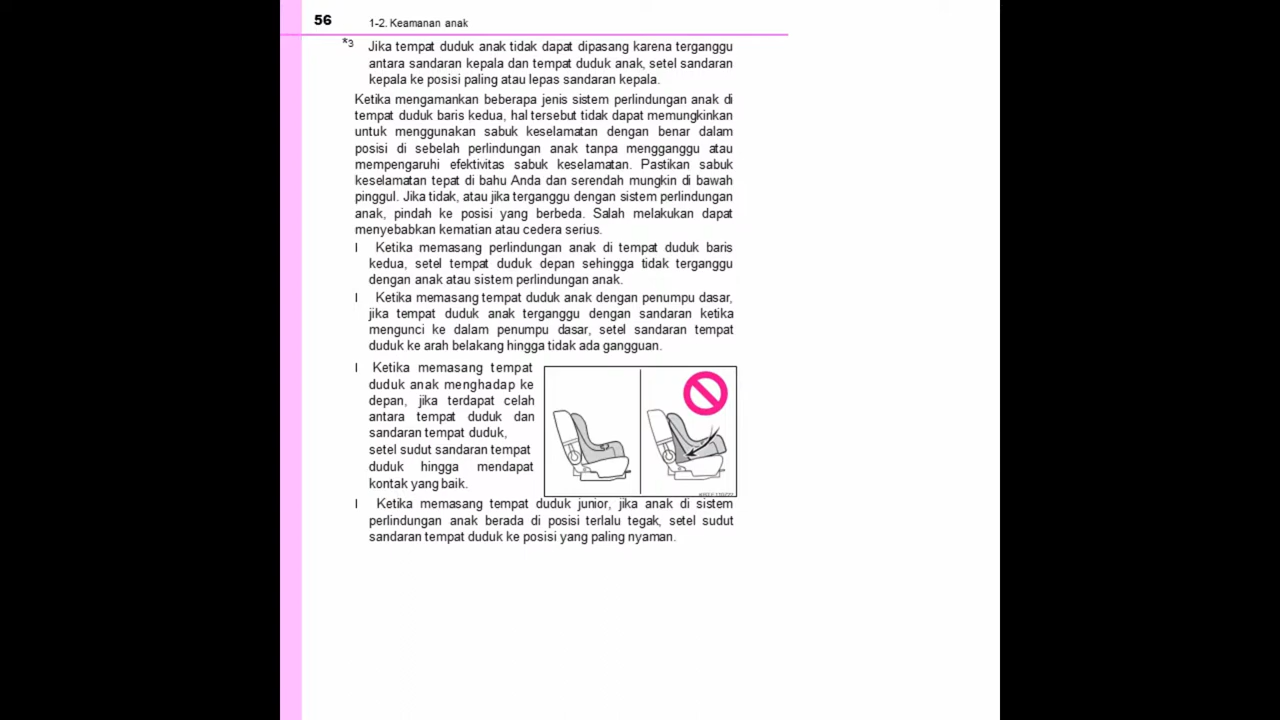 56
1-2. Keamanan anak
*3 Jika tempat duduk anak tidak dapat dipasang karena terganggu
antara sandaran kepala dan tempat duduk anak, setel sandaran
kepala ke posisi paling atau lepas sandaran kepala.
Ketika mengamankan beberapa jenis sistem perlindungan anak di
tempat duduk baris kedua, hal tersebut tidak dapat memungkinkan
untuk menggunakan sabuk keselamatan dengan benar dalam
posisi di sebelah perlindungan anak tanpa mengganggu atau
mempengaruhi efektivitas sabuk keselamatan. Pastikan sabuk
keselamatan tepat di bahu Anda dan serendah mungkin di bawah
pinggul. Jika tidak, atau jika terganggu dengan sistem perlindungan
anak, pindah ke posisi yang berbeda. Salah melakukan dapat
menyebabkan kematian atau cedera serius.
l Ketika memasang perlindungan anak di tempat duduk baris
kedua, setel tempat duduk depan sehingga tidak terganggu
dengan anak atau sistem perlindungan anak.
l Ketika memasang tempat duduk anak dengan penumpu dasar,
jika tempat duduk anak terganggu dengan sandaran ketika
mengunci ke dalam penumpu dasar, setel sandaran tempat
duduk ke arah belakang hingga tidak ada gangguan.
l Ketika memasang tempat
duduk anak menghadap ke
depan, jika terdapat celah
antara tempat duduk dan
sandaran tempat duduk,
setel sudut sandaran tempat
duduk hingga mendapat
kontak yang baik.
l Ketika memasang tempat duduk junior, jika anak di sistem
perlindungan anak berada di posisi terlalu tegak, setel sudut
sandaran tempat duduk ke posisi yang paling nyaman.